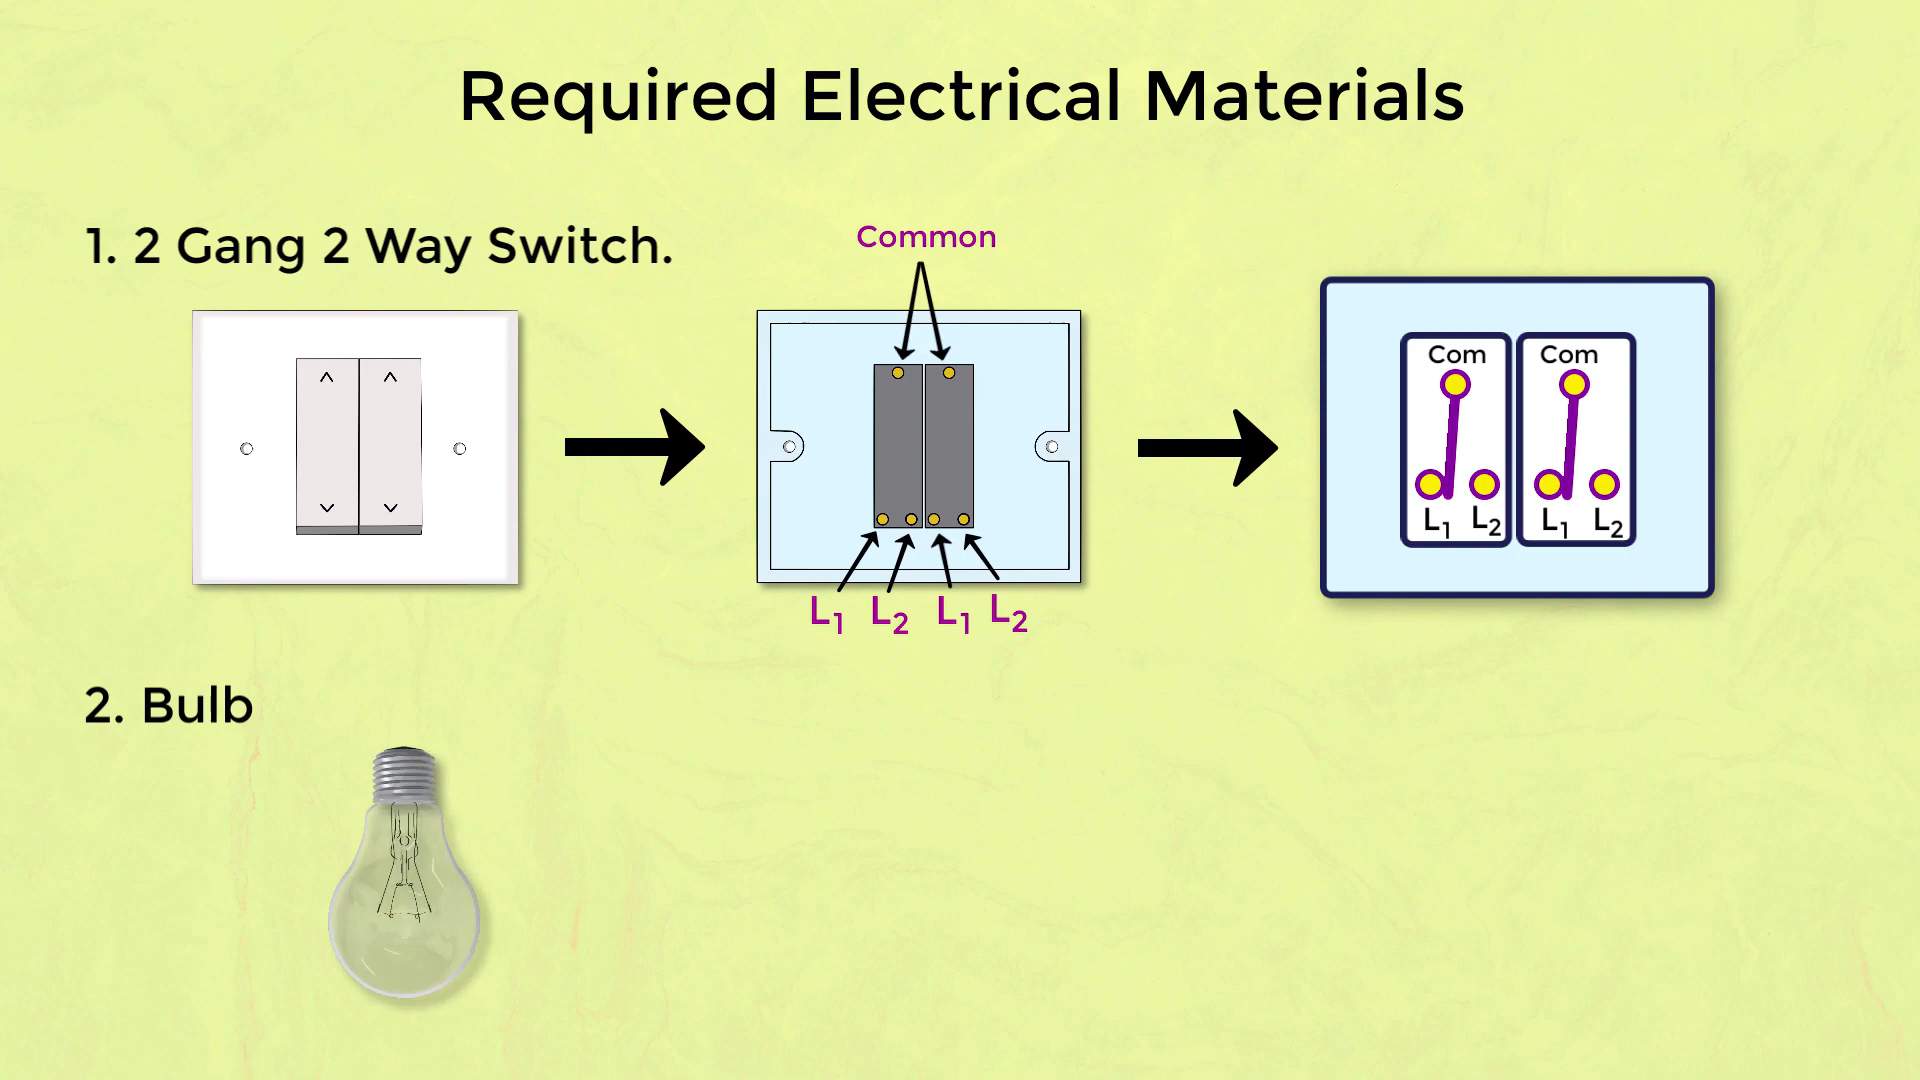 Required Electrical Materials
1. 2 Gang 2 Way Switch.
Common
L1 L2 L1 L2
Com Com
L1 L2 L1 L2
2. Bulb